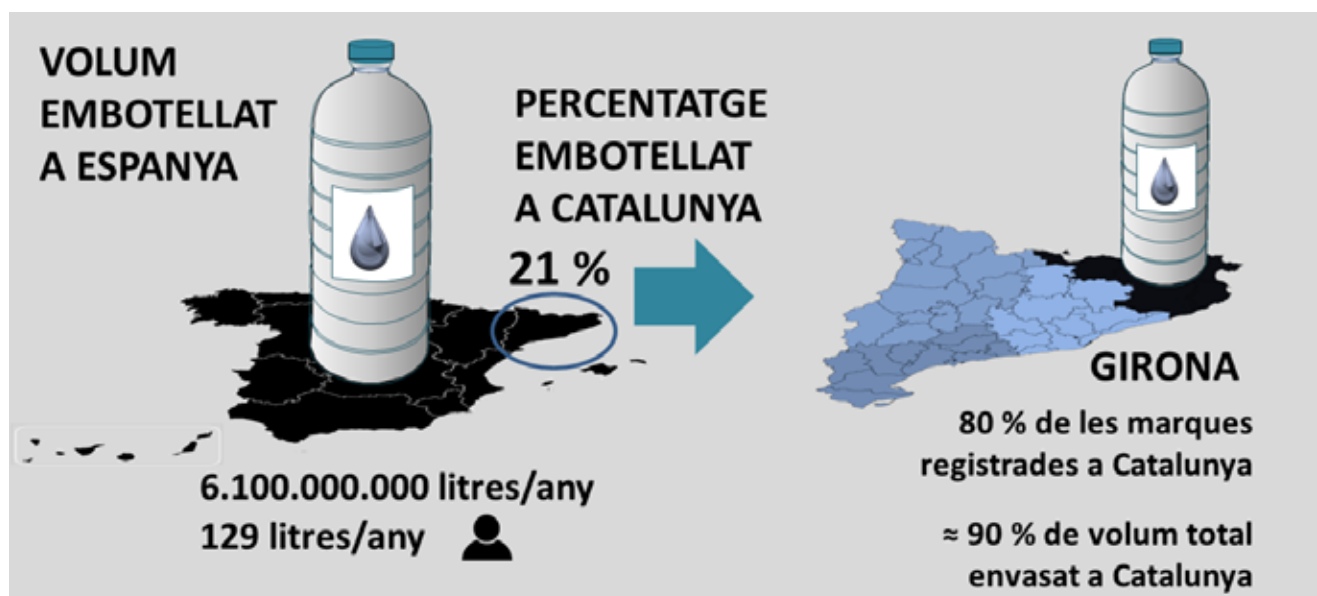 VOLUM
EMBOTELLAT
A ESPANYA
PERCENTATGE
EMBOTELLAT
A CATALUNYA
21 %
6.100.000.000 litres/any
129 litres/any
GIRONA
80 % de les marques
registrades a Catalunya
≈ 90 % de volum total
envasat a Catalunya